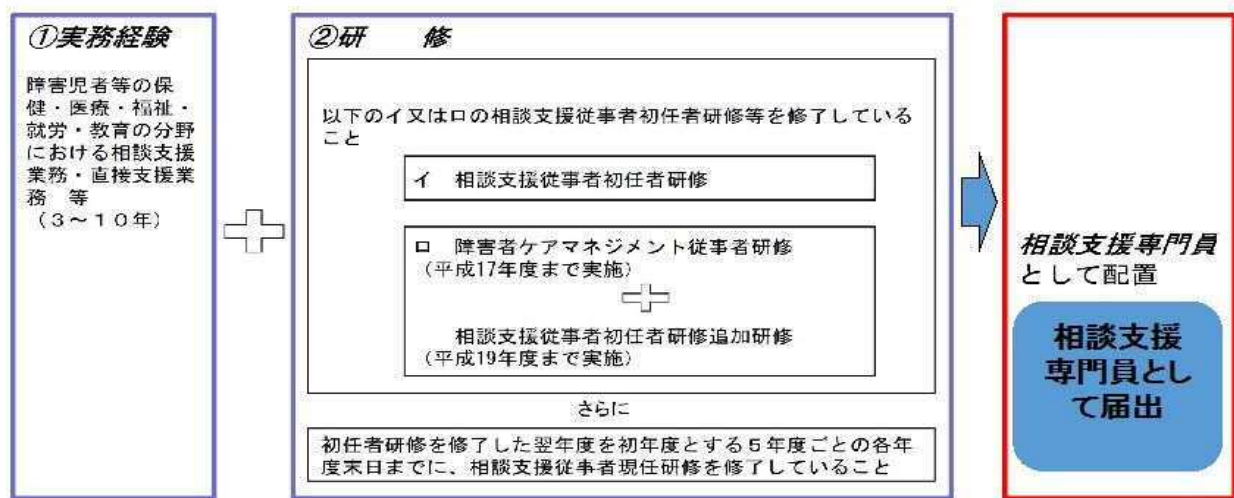 ①実務経験
障害児者等の保
健・医療・福祉・
就労・教育の分野
における相談支援
業務・直接支援業
務　等
（３～１０年）
②研　　修
以下のイ又はロの相談支援従事者初任者研修等を修了している
こと
イ　相談支援従事者初任者研修
ロ　障害者ケアマネジメント従事者研修
（平成17年度まで実施）
相談支援従事者初任者研修追加研修
（平成19年度まで実施）
さらに
初任者研修を修了した翌年度を初年度とする５年度ごとの各年
度末日までに、相談支援従事者現任研修を修了していること
相談支援専門員
として配置
相談支援
専門員とし
て届出